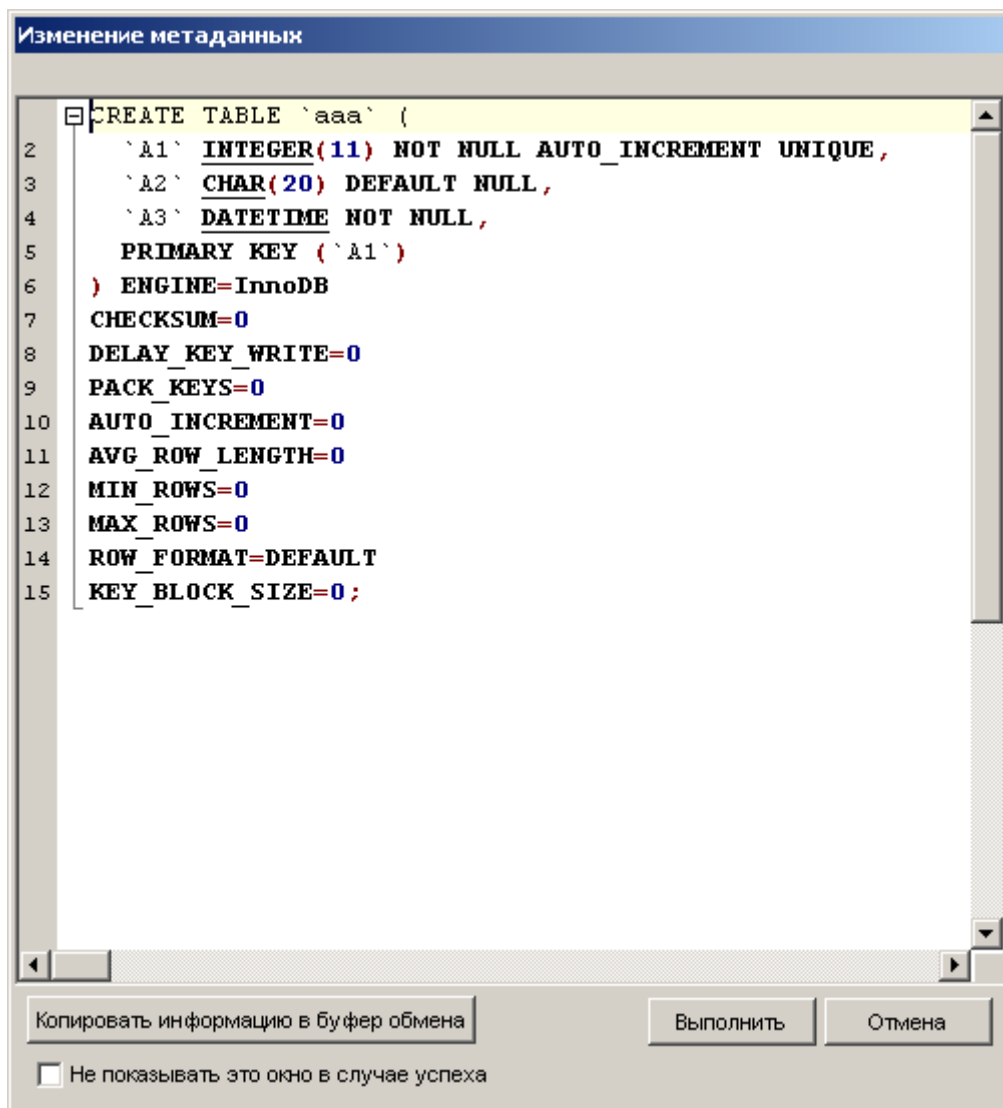 Изменение метаданных
CREATE TABLE `aaa` (
2 `A1` INTEGER(11) NOT NULL AUTO_INCREMENT UNIQUE,
3 `A2` CHAR(20) DEFAULT NULL,
4 `A3` DATETIME NOT NULL,
5 PRIMARY KEY (`A1`)
6 ) ENGINE=InnoDB
7 CHECKSUM=0
8 DELAY_KEY_WRITE=0
9 PACK_KEYS=0
10 AUTO_INCREMENT=0
11 AVG_ROW_LENGTH=0
12 MIN_ROWS=0
13 MAX_ROWS=0
14 ROW_FORMAT=DEFAULT
15 KEY_BLOCK_SIZE=0;
Копировать информацию в буфер обмена Выполнить Отмена
Не показывать это окно в случае успеха